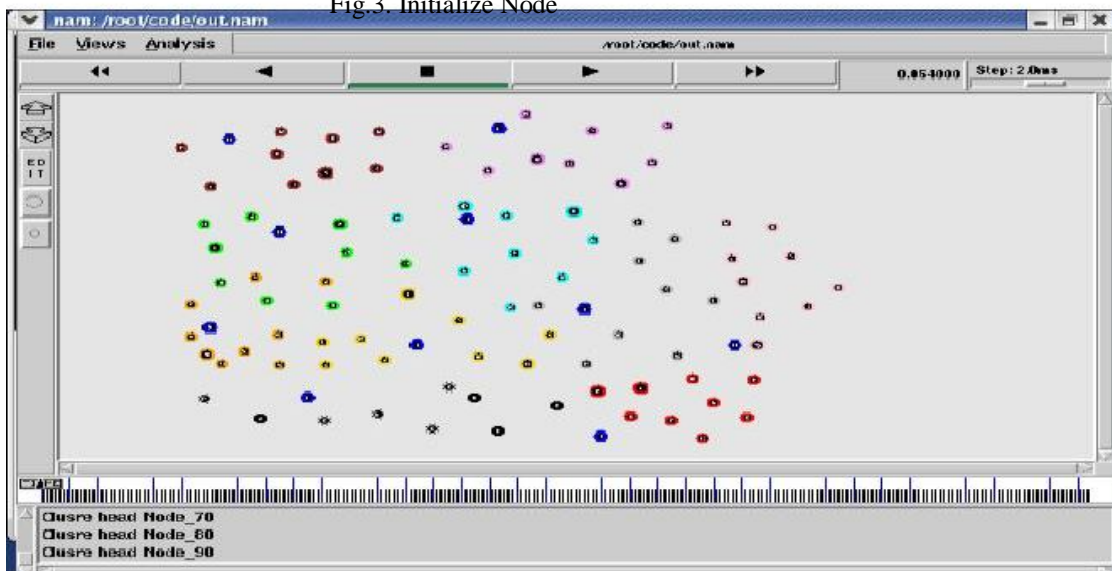 Fig.3. Initialize Node
nam: /root/code/out.nam
File Views Analysis /root/code/out.nam
0.054000 Step: 2.0ms
ED
IT
Clusre head Node_70
Clusre head Node_80
Clusre head Node_90